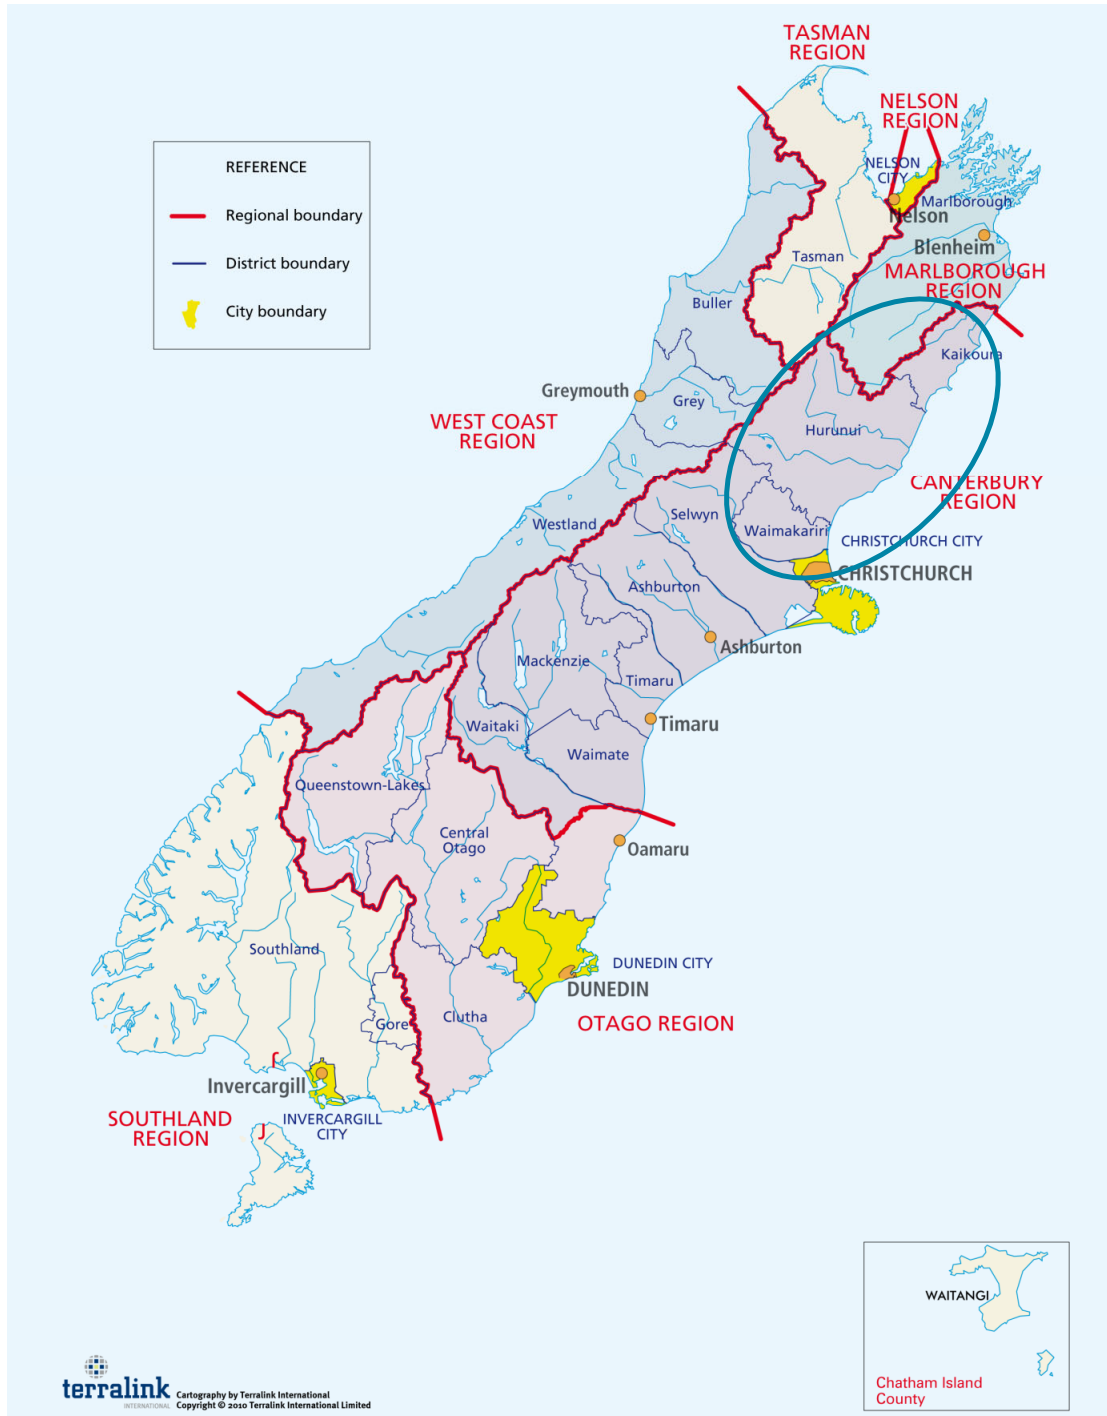 TASMAN
REGION
NELSON
REGION
REFERENCE
Regional boundary
District boundary
City boundary
NELSON
CITY
Nelson
Marlborough
Blenheim
MARLBOROUGH
REGION
Tasman
Buller
Kaikoura
Greymouth
Grey
WEST COAST
REGION
Hurunui
CANTERBURY
REGION
Selwyn
Westland
Waimakariri
CHRISTCHURCH CITY
CHRISTCHURCH
Ashburton
Ashburton
Mackenzie
Timaru
Timaru
Waitaki
Waimate
Queenstown-Lakes
Central
Otago
Oamaru
Southland
DUNEDIN CITY
DUNEDIN
Gore
Clutha
OTAGO REGION
Invercargill
SOUTHLAND
REGION
INVERCARGILL
CITY
WAITANGI
Chatham Island
County
terralink
INTERNATIONAL
Cartography by Terralink International
Copyright © 2010 Terralink International Limited